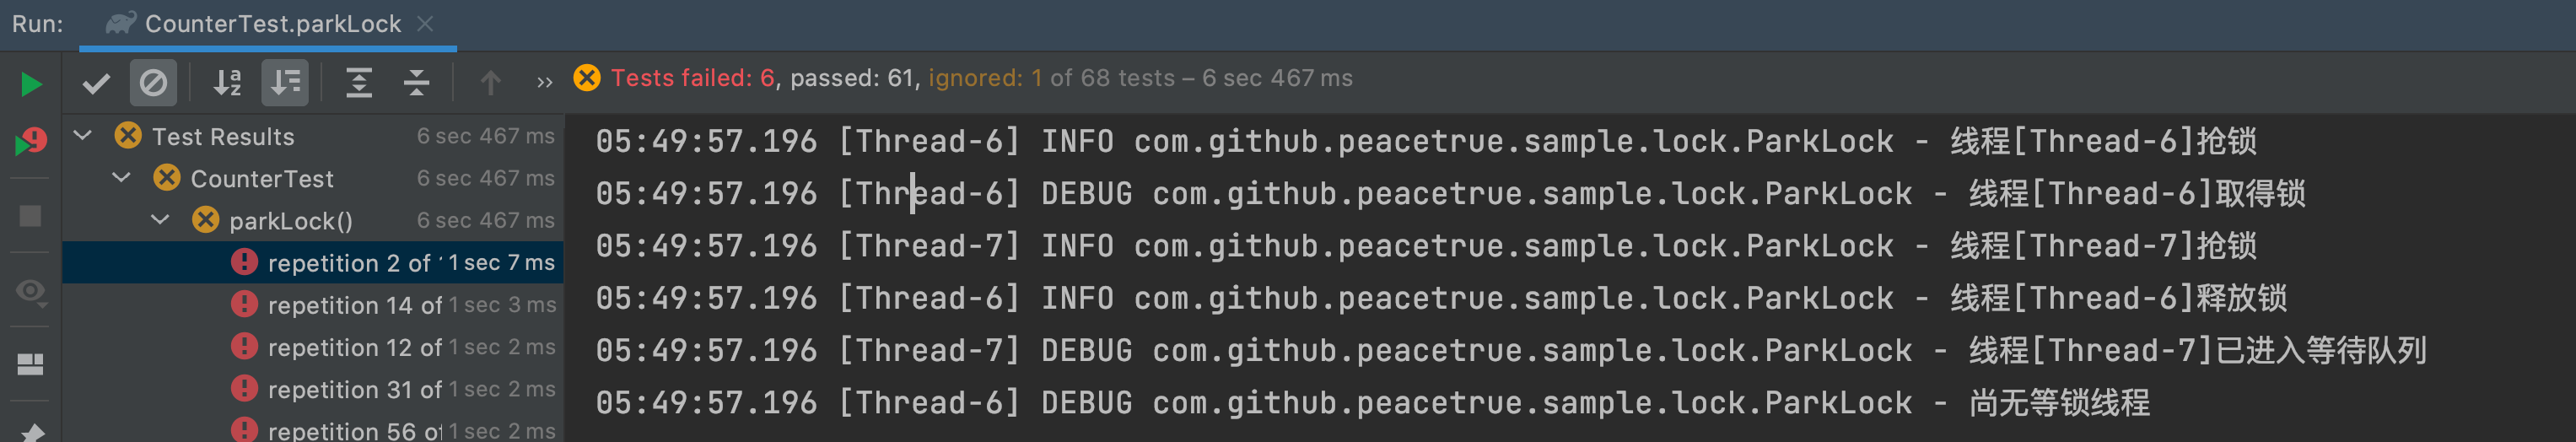 Run: CounterTest.parkLock
Tests failed: 6, passed: 61, ignored: 1 of 68 tests – 6 sec 467 ms
Test Results 6 sec 467 ms
CounterTest 6 sec 467 ms
parkLock() 6 sec 467 ms
repetition 2 of 1 sec 7 ms
repetition 14 of 1 sec 3 ms
repetition 12 of 1 sec 2 ms
repetition 31 of 1 sec 2 ms
repetition 56 of 1 sec 2 ms
05:49:57.196 [Thread-6] INFO com.github.peacetrue.sample.lock.ParkLock - 线程[Thread-6]抢锁
05:49:57.196 [Thread-6] DEBUG com.github.peacetrue.sample.lock.ParkLock - 线程[Thread-6]取得锁
05:49:57.196 [Thread-7] INFO com.github.peacetrue.sample.lock.ParkLock - 线程[Thread-7]抢锁
05:49:57.196 [Thread-6] INFO com.github.peacetrue.sample.lock.ParkLock - 线程[Thread-6]释放锁
05:49:57.196 [Thread-7] DEBUG com.github.peacetrue.sample.lock.ParkLock - 线程[Thread-7]已进入等待队列
05:49:57.196 [Thread-6] DEBUG com.github.peacetrue.sample.lock.ParkLock - 尚无等锁线程